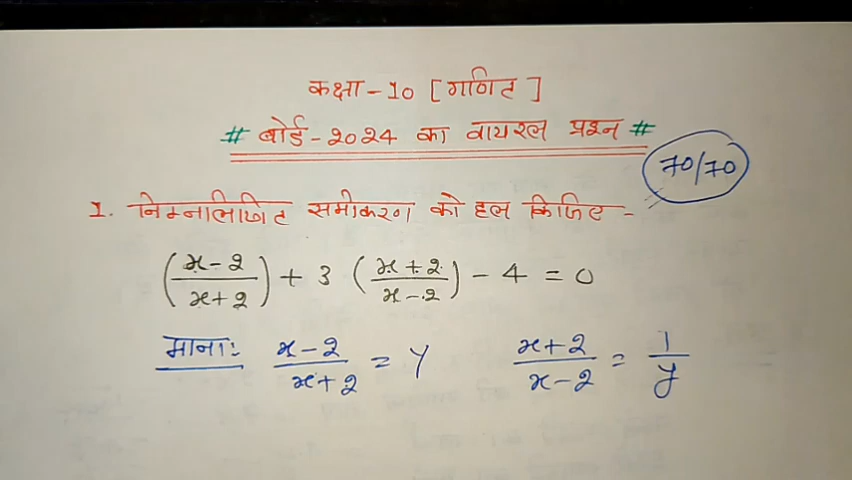 कक्षा - 10 [ गणित ]
# बोर्ड - 2024 का वायरल प्रश्न #
70/70
1. निम्नलिखित समीकरण को हल किजिए -
(x-2/x+2) + 3 (x+2/x-2) - 4 = 0
माना: x-2/x+2 = y x+2/x-2 = 1/y